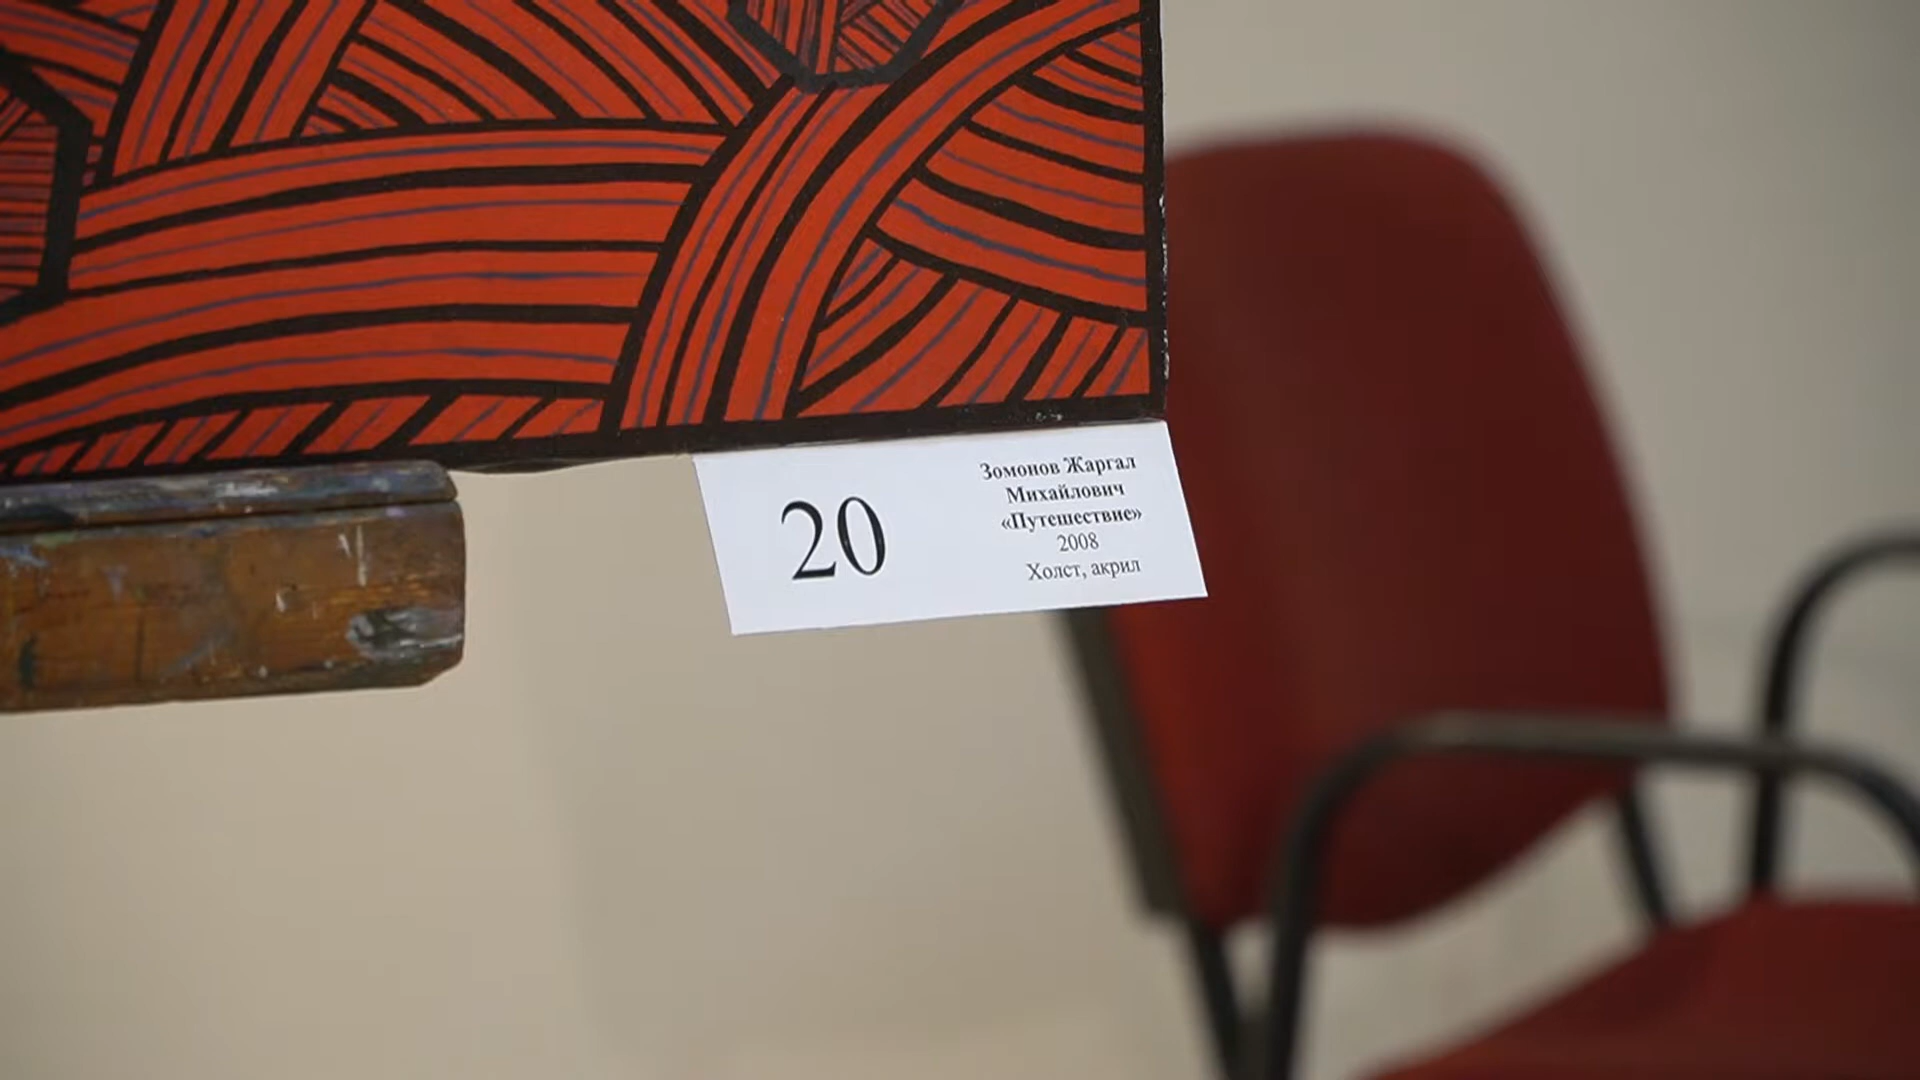 20
Зомонов Жаргал
Михайлович
«Путешествие»
2008
Холст, акрил